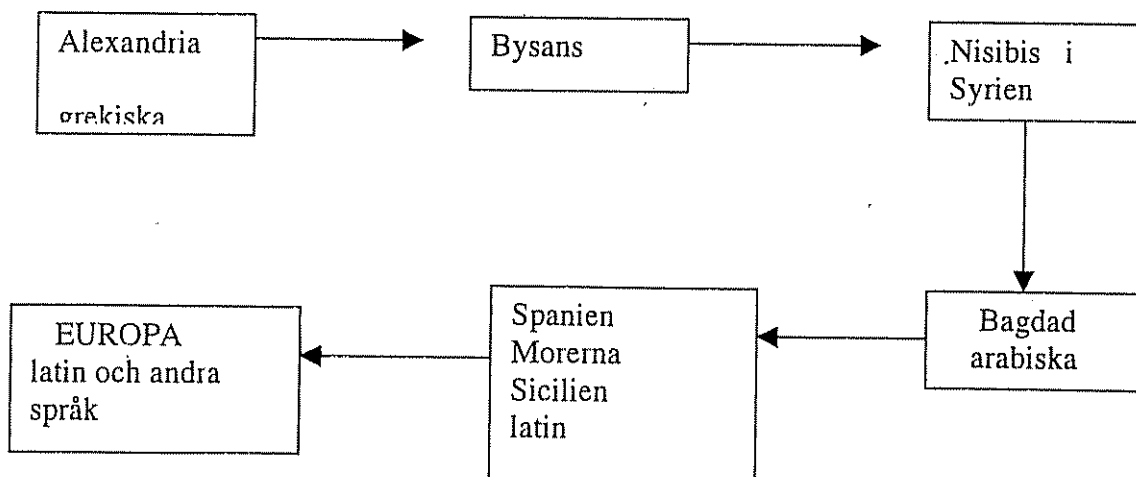 Alexandria
grekiska
Bysans
Nisibis i
Syrien
Bagdad
arabiska
Spanien
Morerna
Sicilien
latin
EUROPA
latin och andra
språk